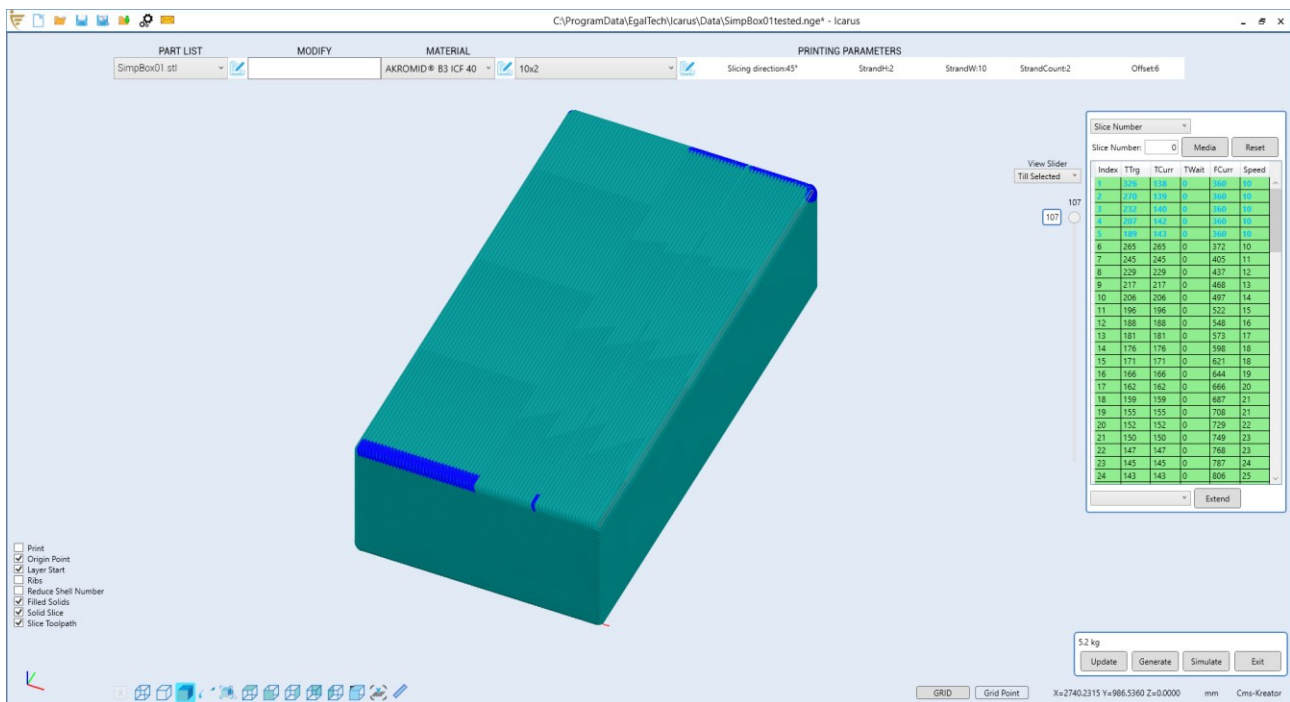 C:\ProgramData\EgalTech\Icarus\Data\SimpBox01tested.nge* - Icarus
PART LIST MODIFY MATERIAL PRINTING PARAMETERS
SimpBox01.stl AKROMID® B3 ICF 40 10x2 Slicing direction:45° StrandH:2 StrandW:10 StrandCount:2 Offset:6
Slice Number
Slice Number: 0 Media Reset
View Slider
Till Selected
107
107
Index TTrg TCurr TWait FCurr Speed
1 326 138 0 360 10
2 270 139 0 360 10
3 232 140 0 360 10
4 207 142 0 360 10
5 189 143 0 360 10
6 265 265 0 372 10
7 245 245 0 405 11
8 229 229 0 437 12
9 217 217 0 468 13
10 206 206 0 497 14
11 196 196 0 522 15
12 188 188 0 548 16
13 181 181 0 573 17
14 176 176 0 598 18
15 171 171 0 621 18
16 166 166 0 644 19
17 162 162 0 666 20
18 159 159 0 687 21
19 155 155 0 708 21
20 152 152 0 729 22
21 150 150 0 749 23
22 147 147 0 768 23
23 145 145 0 787 24
24 143 143 0 806 25
Extend
Print
Origin Point
Layer Start
Ribs
Reduce Shell Number
Filled Solids
Solid Slice
Slice Toolpath
5.2 kg
Update Generate Simulate Exit
GRID Grid Point X=2740.2315 Y=986.5360 Z=0.0000 mm Cms-Kreator